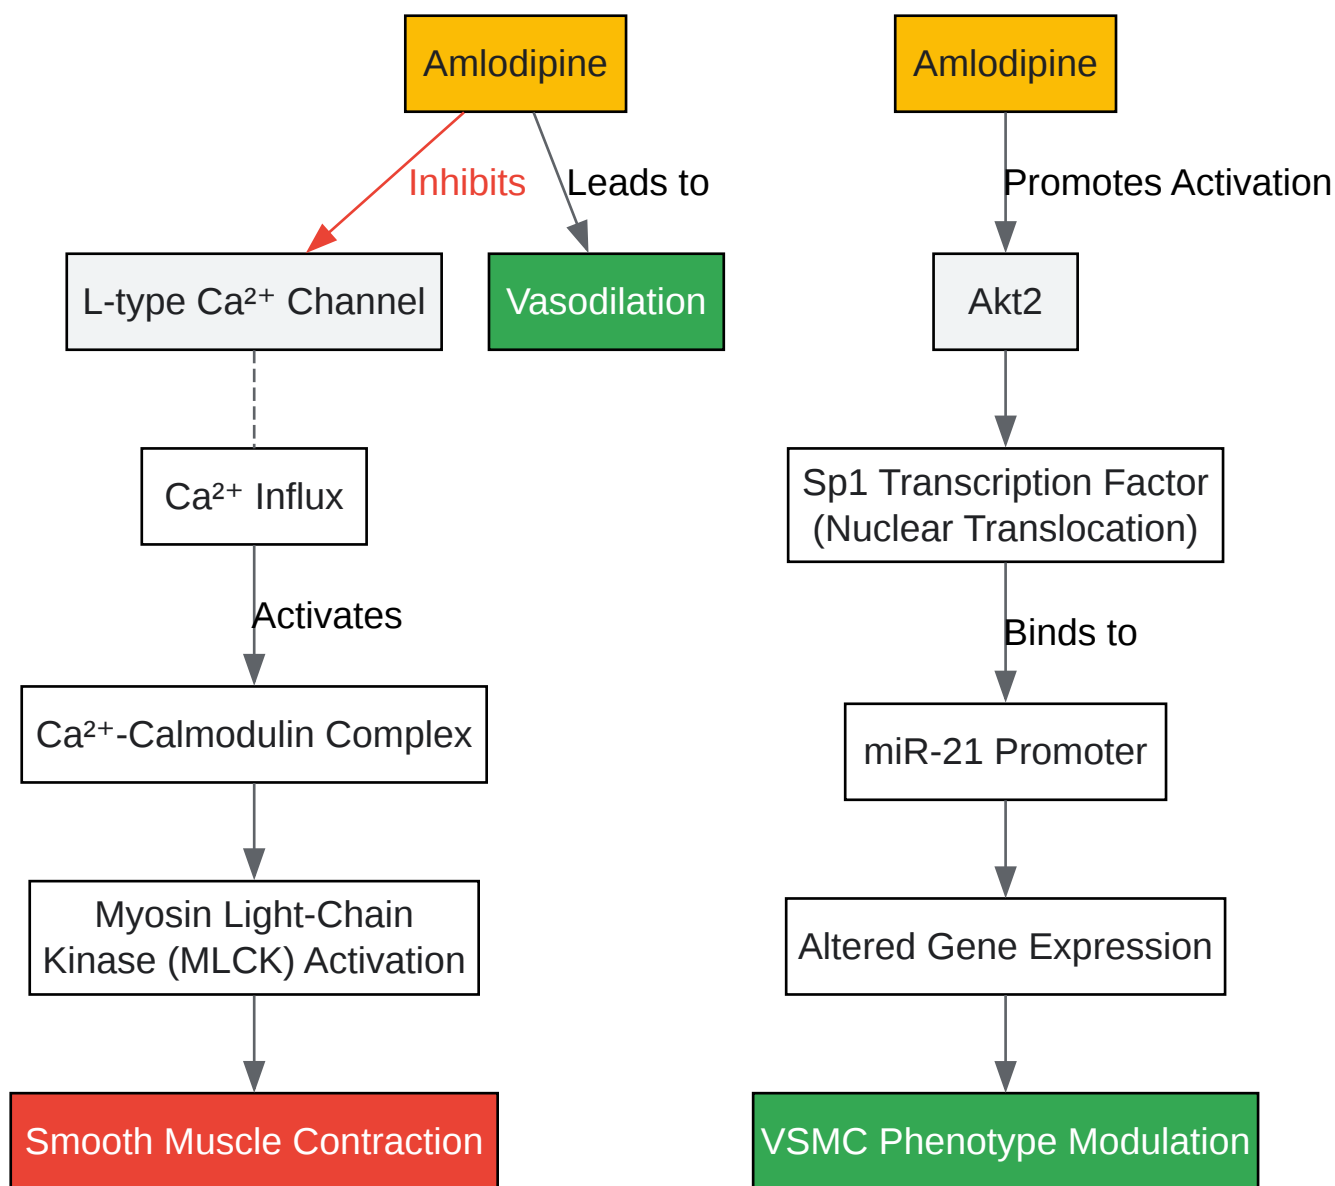 Amlodipine
Inhibits
Leads to
L-type Ca²⁺ Channel
Vasodilation
Ca²⁺ Influx
Activates
Ca²⁺-Calmodulin Complex
Myosin Light-Chain
Kinase (MLCK) Activation
Smooth Muscle Contraction
Amlodipine
Promotes Activation
Akt2
Sp1 Transcription Factor
(Nuclear Translocation)
Binds to
miR-21 Promoter
Altered Gene Expression
VSMC Phenotype Modulation